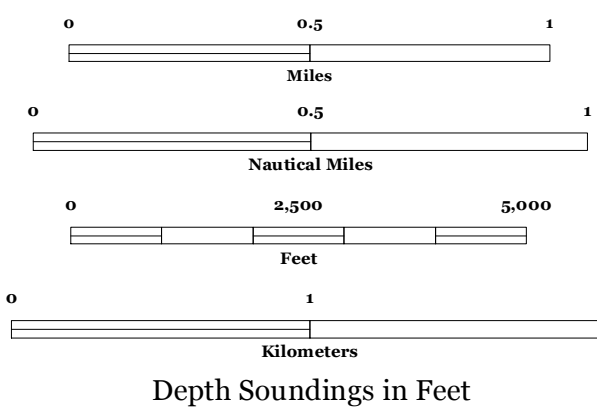 0 0.5 1
Miles
0 0.5 1
Nautical Miles
0 2,500 5,000
Feet
0 1
Kilometers
Depth Soundings in Feet